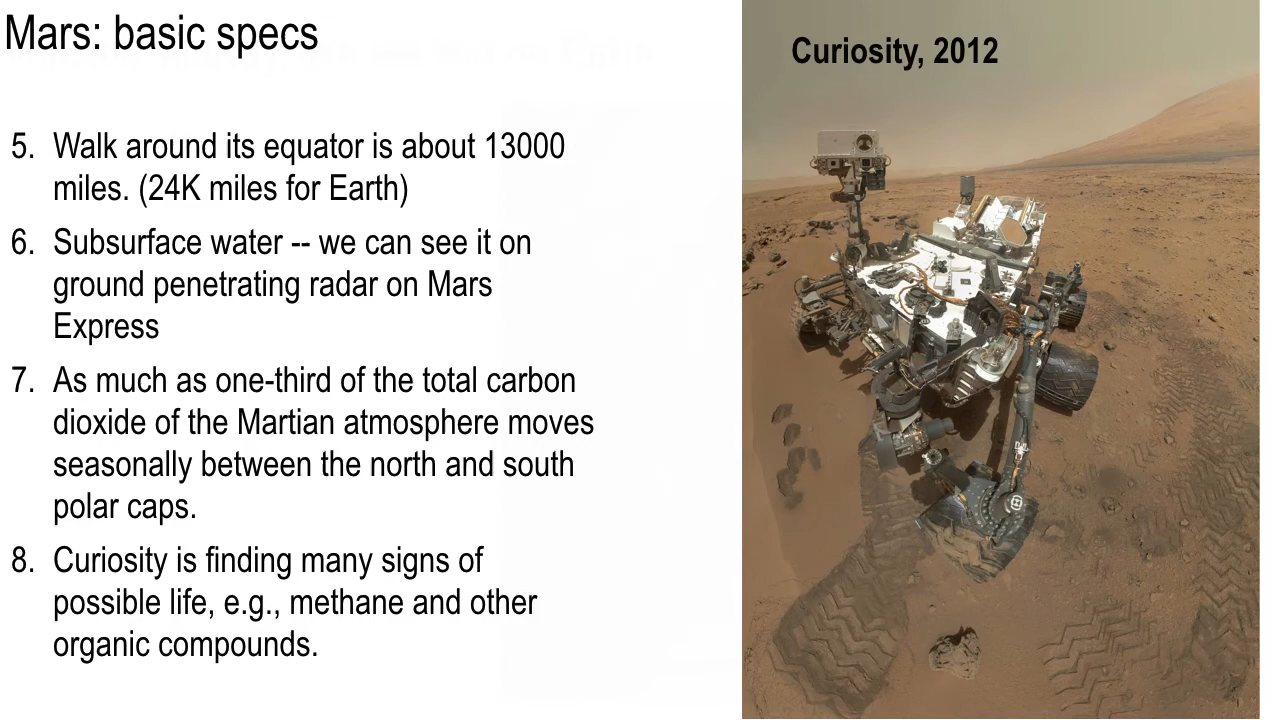 Mars: basic specs
Curiosity, 2012
5. Walk around its equator is about 13000
miles. (24K miles for Earth)
6. Subsurface water -- we can see it on
ground penetrating radar on Mars
Express
7. As much as one-third of the total carbon
dioxide of the Martian atmosphere moves
seasonally between the north and south
polar caps.
8. Curiosity is finding many signs of
possible life, e.g., methane and other
organic compounds.